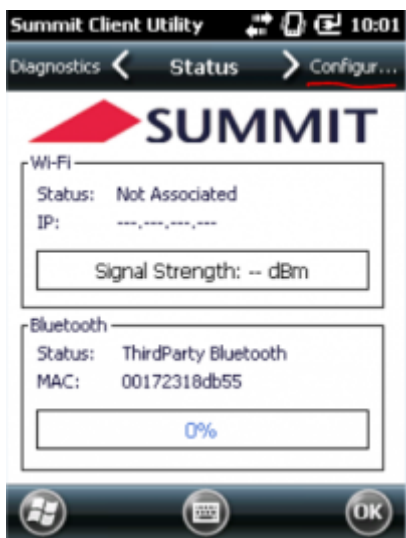 Summit Client Utility 10:01
Diagnostics Status Configur...
SUMMIT
Wi-Fi
Status: Not Associated
IP: ---.---.---.---
Signal Strength: -- dBm
Bluetooth
Status: ThirdParty Bluetooth
MAC: 00172318db55
0%
OK